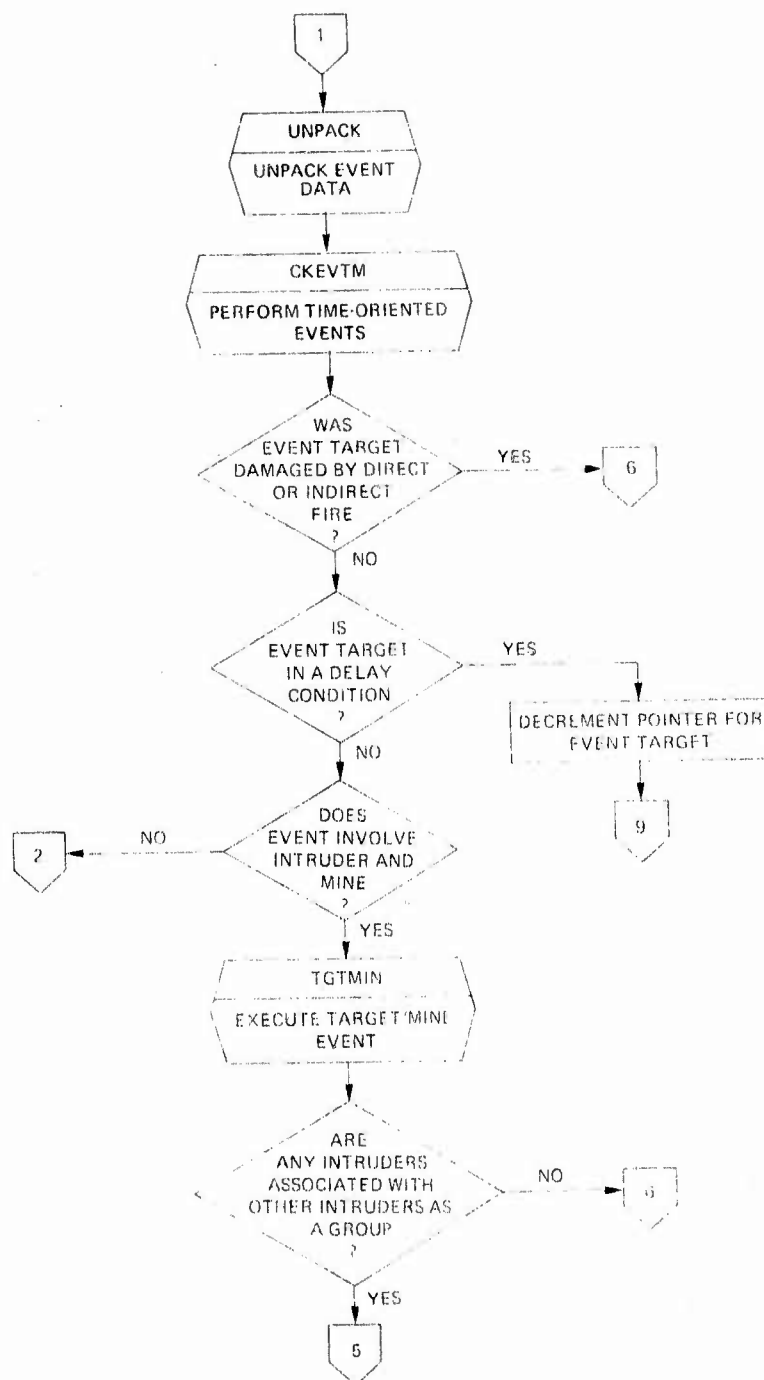 1
UNPACK
UNPACK EVENT
DATA
CKEVTM
PERFORM TIME-ORIENTED
EVENTS
WAS
EVENT TARGET
DAMAGED BY DIRECT
OR INDIRECT
FIRE
?
YES
6
NO
IS
EVENT TARGET
IN A DELAY
CONDITION
?
YES
DECREMENT POINTER FOR
EVENT TARGET
9
NO
DOES
EVENT INVOLVE
INTRUDER AND
MINE
?
NO
2
YES
TGTMIN
EXECUTE TARGET/MINE
EVENT
ARE
ANY INTRUDERS
ASSOCIATED WITH
OTHER INTRUDERS AS
A GROUP
?
NO
6
YES
5